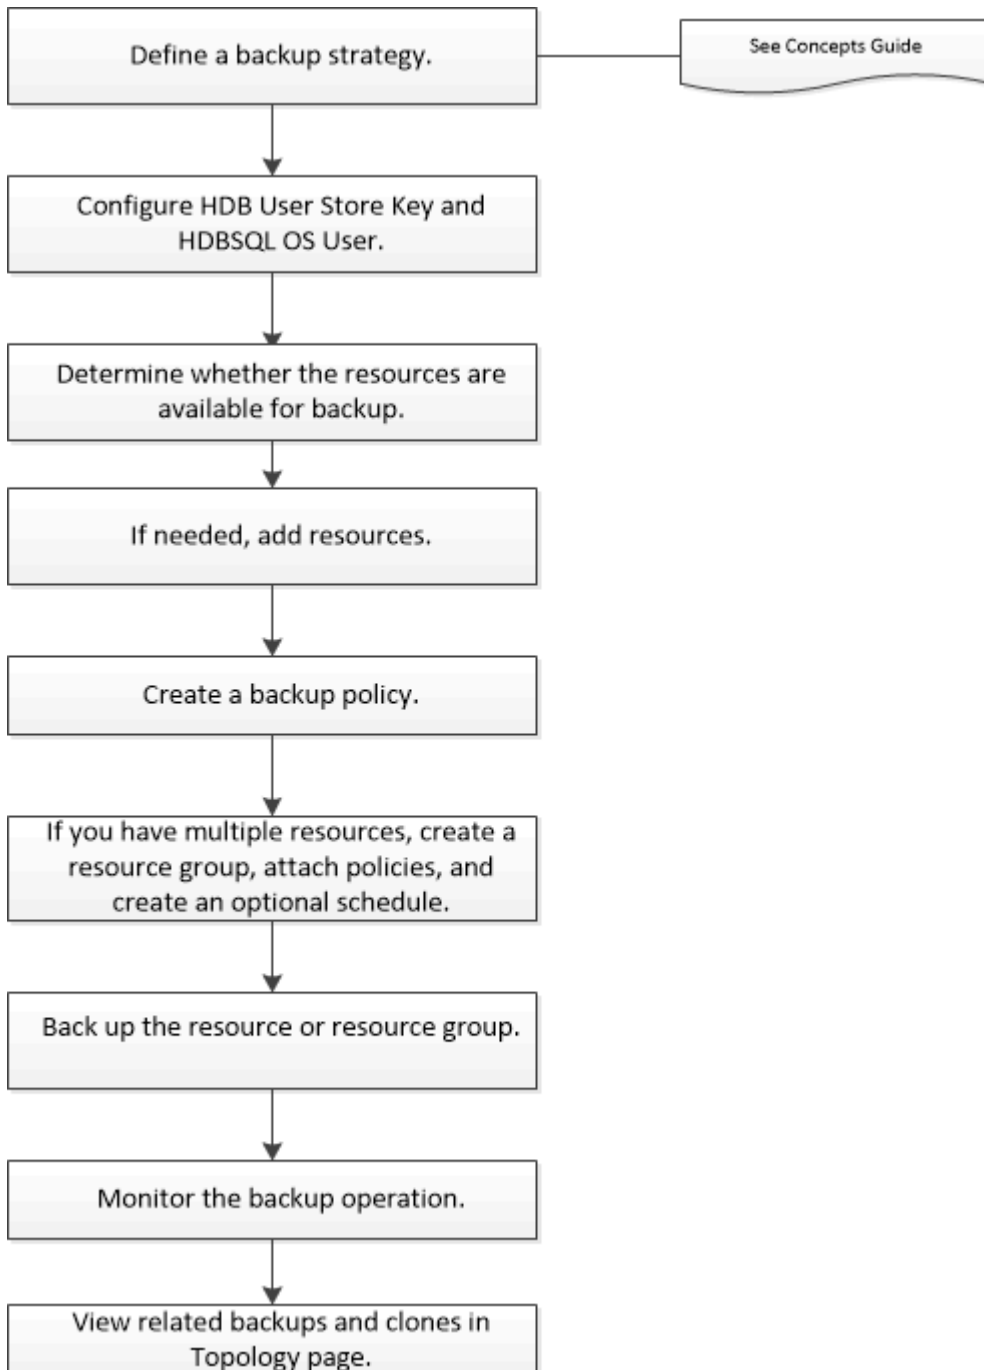 Define a backup strategy.
See Concepts Guide
Configure HDB User Store Key and
HDBSQL OS User.
Determine whether the resources are
available for backup.
If needed, add resources.
Create a backup policy.
If you have multiple resources, create a
resource group, attach policies, and
create an optional schedule.
Back up the resource or resource group.
Monitor the backup operation.
View related backups and clones in
Topology page.